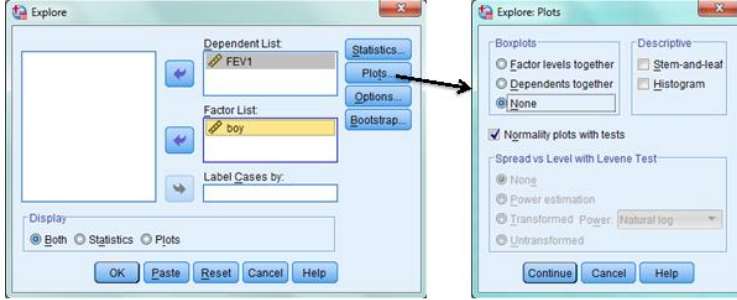 Explore
Dependent List:
FEV1
Factor List:
boy
Label Cases by:
Statistics...
Plots...
Options...
Bootstrap...
Display
Both Statistics Plots
OK Paste Reset Cancel Help
Explore: Plots
Boxplots
Factor levels together
Dependents together
None
Descriptive
Stem-and-leaf
Histogram
Normality plots with tests
Spread vs Level with Levene Test
None
Power estimation
Transformed Power: Natural log
Untransformed
Continue Cancel Help